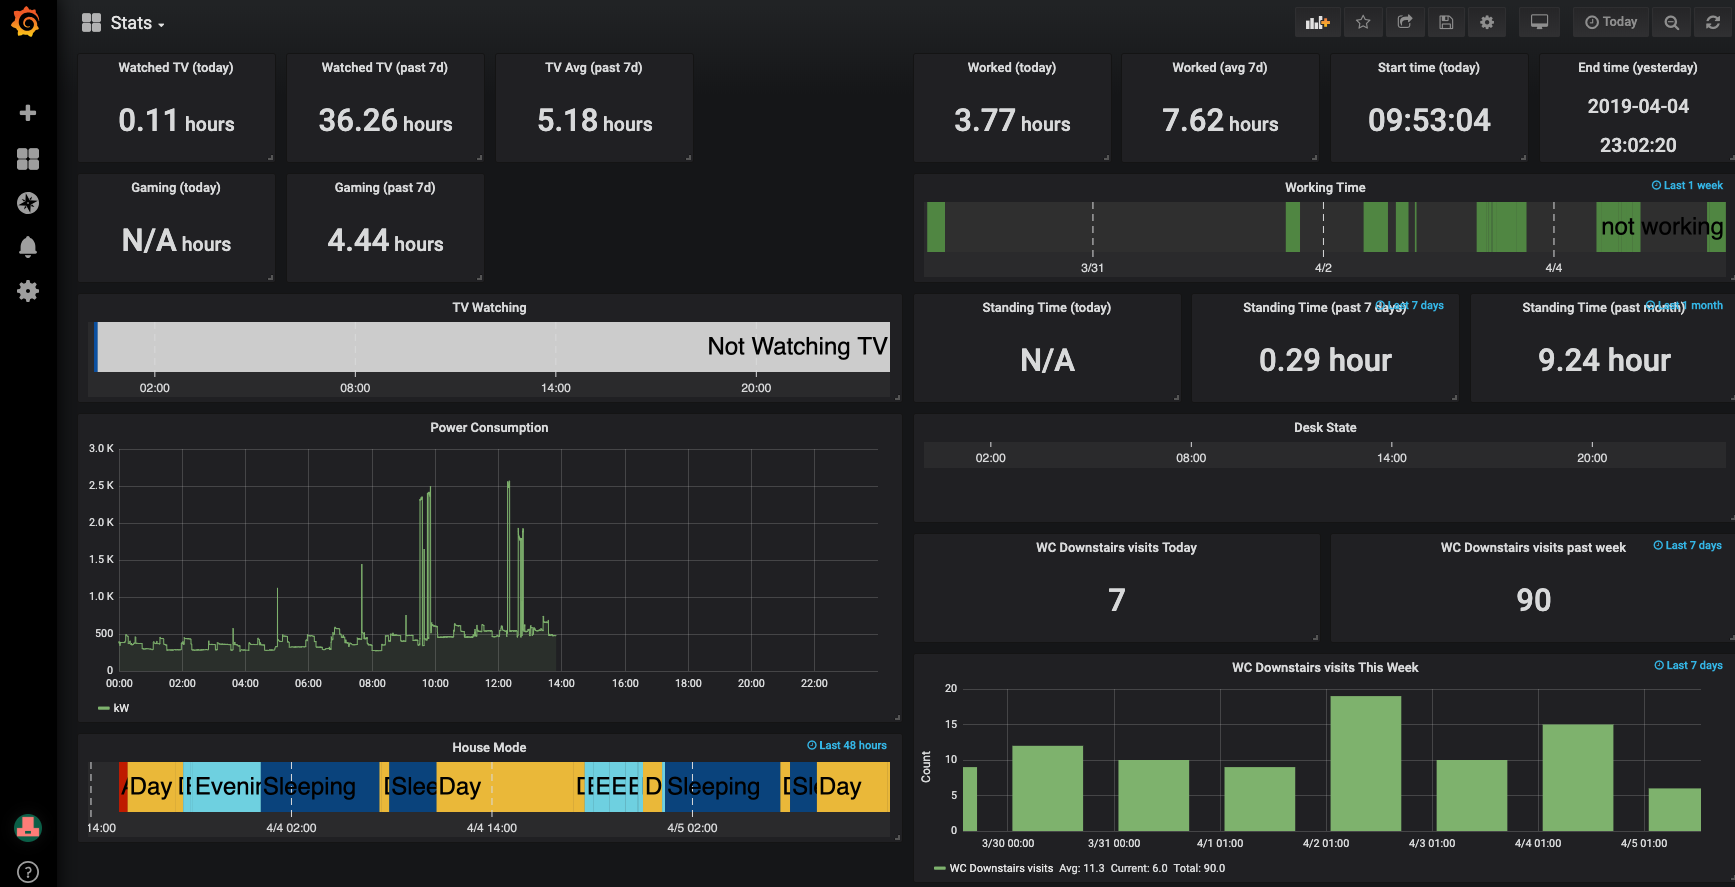 Stats
Today
Watched TV (today)
0.11 hours
Watched TV (past 7d)
36.26 hours
TV Avg (past 7d)
5.18 hours
Worked (today)
3.77 hours
Worked (avg 7d)
7.62 hours
Start time (today)
09:53:04
End time (yesterday)
2019-04-04
23:02:20
Gaming (today)
N/A hours
Gaming (past 7d)
4.44 hours
Working Time
Last 1 week
not working
3/31 4/2 4/4
TV Watching
Not Watching TV
02:00 08:00 14:00 20:00
Standing Time (today)
N/A
Standing Time (past 7 days)
Last 7 days
0.29 hour
Standing Time (past month)
Last 1 month
9.24 hour
Power Consumption
3.0 K
2.5 K
2.0 K
1.5 K
1.0 K
500
0
00:00 02:00 04:00 06:00 08:00 10:00 12:00 14:00 16:00 18:00 20:00 22:00
kW
Desk State
02:00 08:00 14:00 20:00
WC Downstairs visits Today
7
WC Downstairs visits past week
Last 7 days
90
House Mode
Last 48 hours
Day Evenin Sleeping Slee Day EEE D Sleeping Day
14:00 4/4 02:00 4/4 14:00 4/5 02:00
WC Downstairs visits This Week
Last 7 days
Count
20
15
10
5
0
3/30 00:00 3/31 00:00 4/1 01:00 4/2 01:00 4/3 01:00 4/4 01:00 4/5 01:00
WC Downstairs visits Avg: 11.3 Current: 6.0 Total: 90.0
?